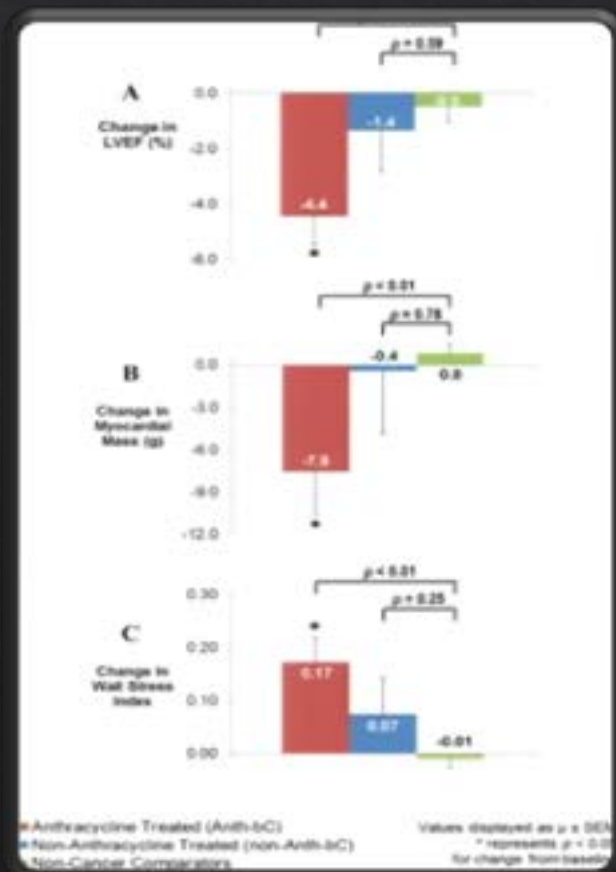 A
Change in
LVEF (%)
0.0
-2.0
-4.0
-6.0
-4.4
-1.4
p < 0.01
p = 0.78
B
Change in
Myocardial
Mass (g)
0.0
-3.0
-6.0
-9.0
-12.0
-0.4
p < 0.01
p = 0.25
C
Change in
Wall Stress
Index
0.30
0.20
0.10
0.00
0.17
0.07
-0.01
Anthracycline Treated (Anth-bC)
Non-Anthracycline Treated (non-Anth-bC)
Non-Cancer Comparators
Values displayed as μ ± SEM
* represents p <
for change from baseline